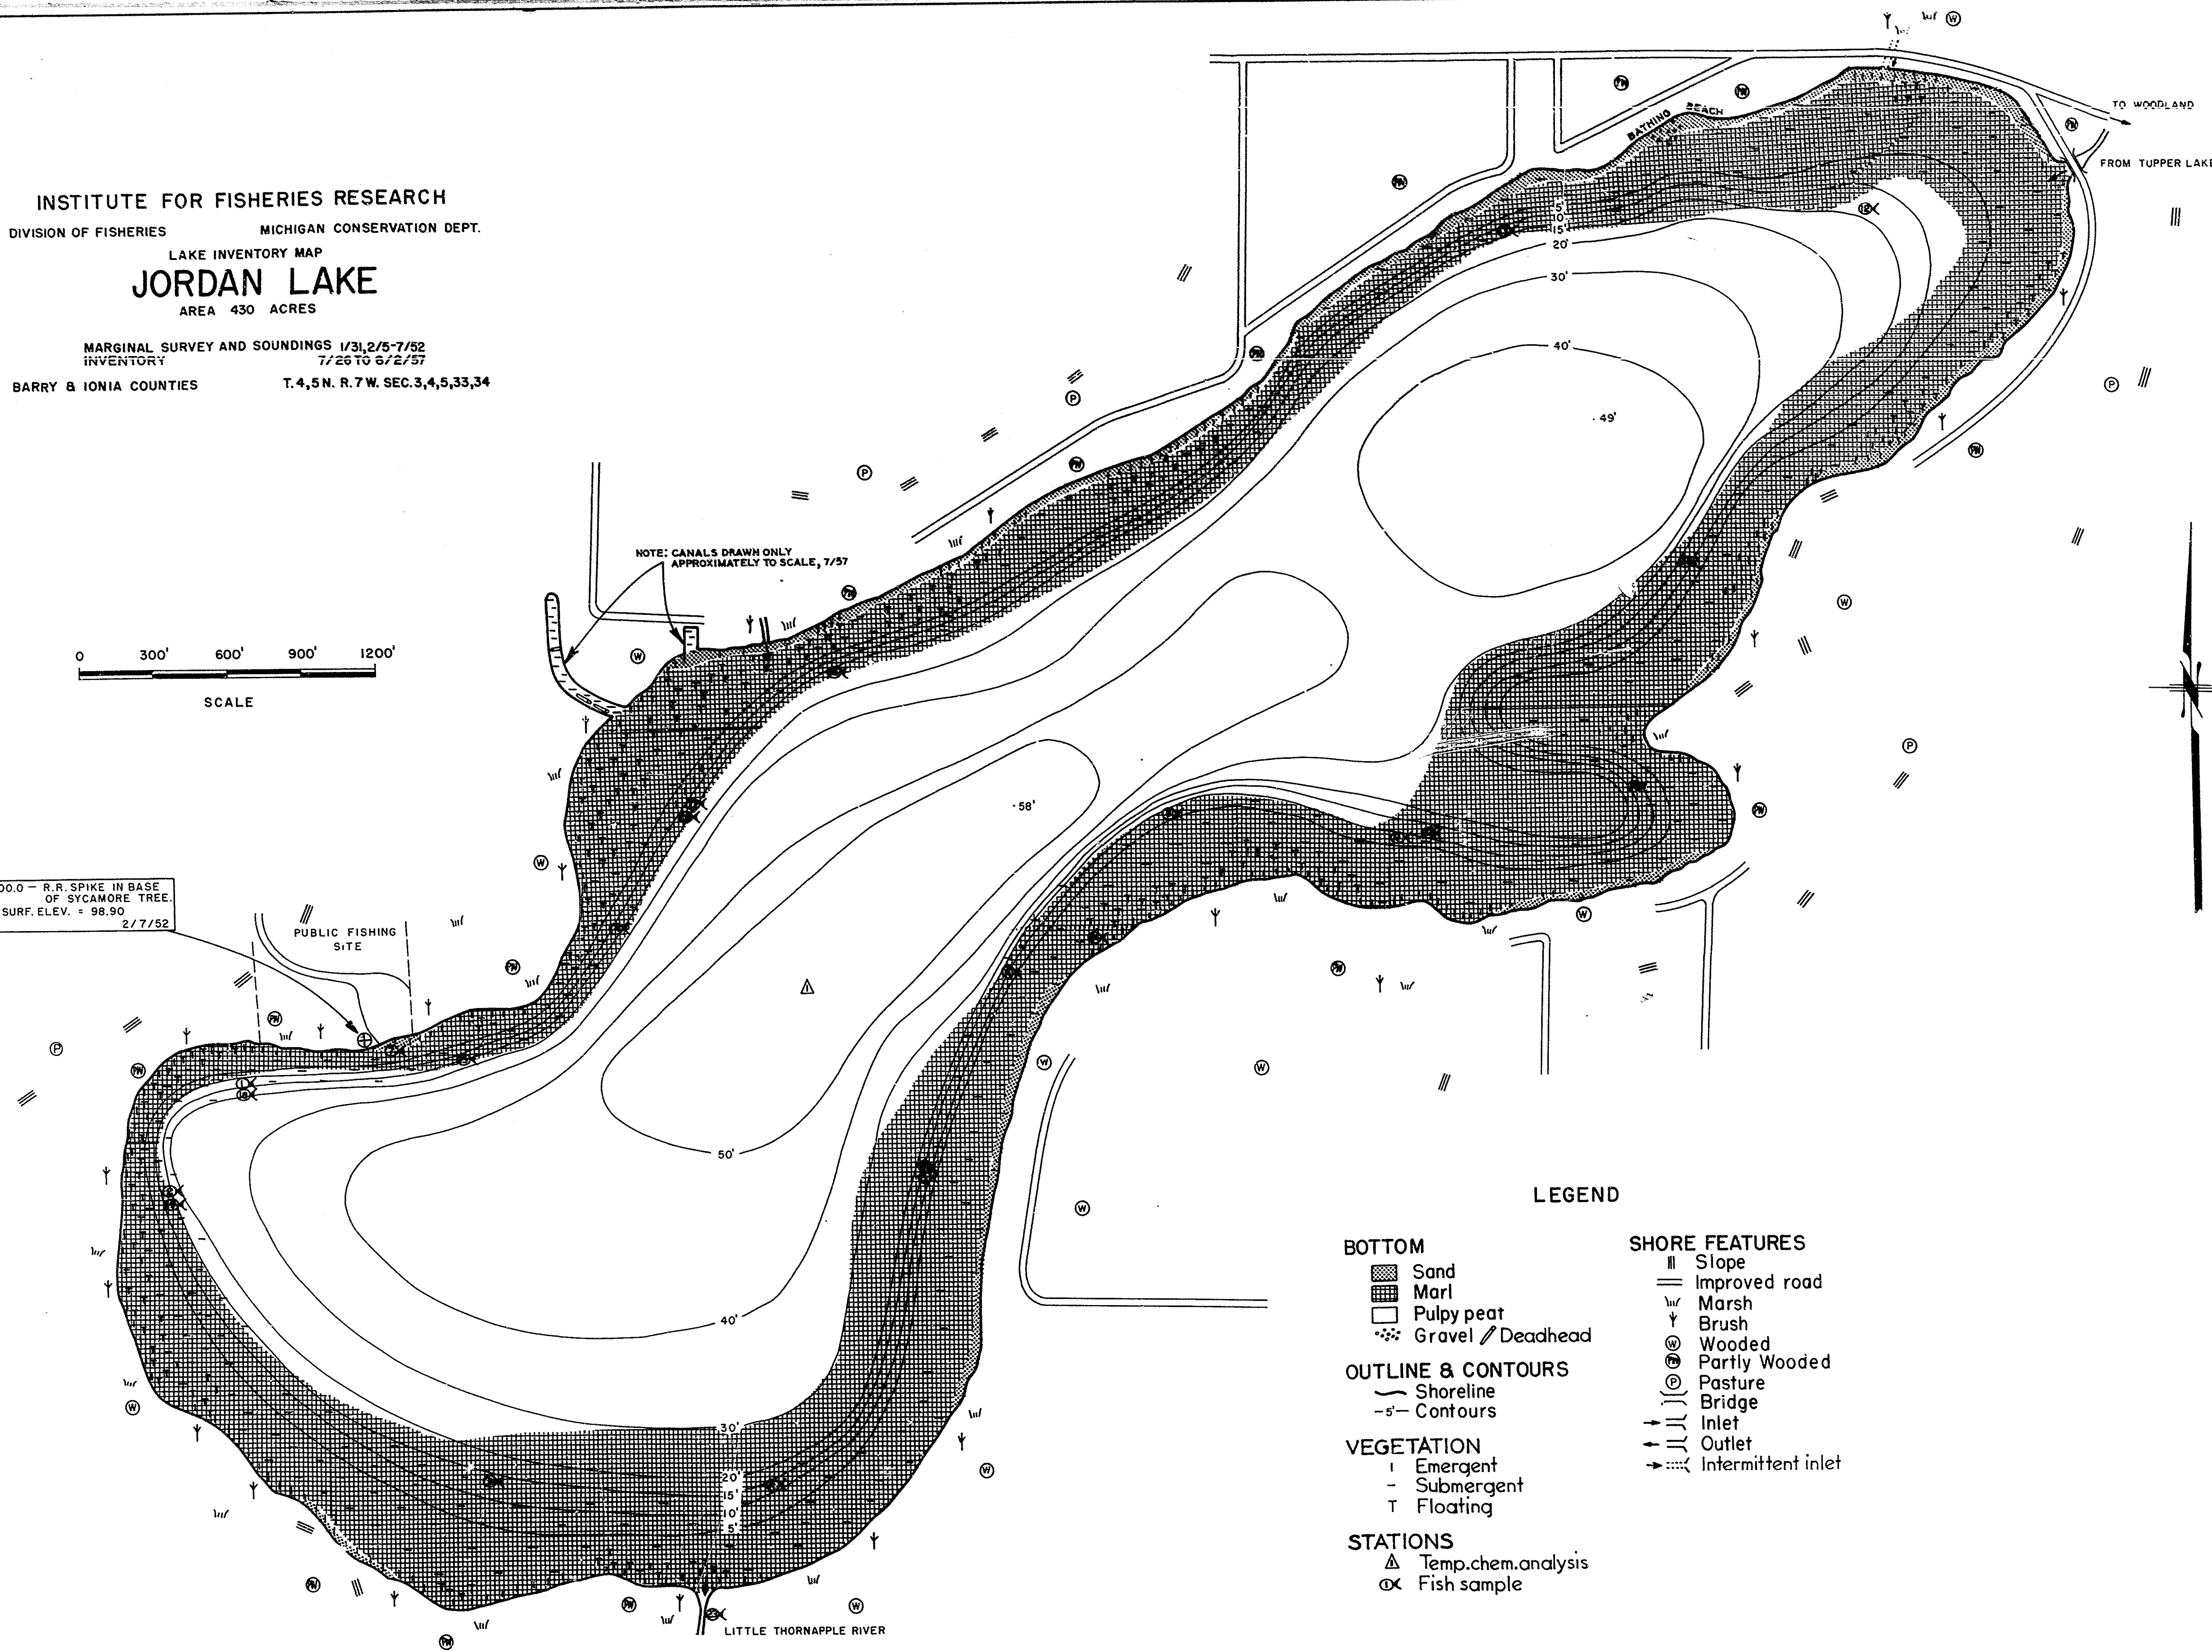 INSTITUTE FOR FISHERIES RESEARCH
DIVISION OF FISHERIES MICHIGAN CONSERVATION DEPT.
LAKE INVENTORY MAP
JORDAN LAKE
AREA 430 ACRES
MARGINAL SURVEY AND SOUNDINGS 1/31,2/5-7/52
INVENTORY 7/26 TO 8/2/57
BARRY & IONIA COUNTIES T.4,5 N. R.7 W. SEC.3,4,5,33,34
TO WOODLAND
FROM TUPPER LAKE
BATHING BEACH
5'
10'
15'
20'
30'
40'
49'
NOTE: CANALS DRAWN ONLY
APPROXIMATELY TO SCALE, 7/57
0 300' 600' 900' 1200'
SCALE
58'
00.0 — R.R. SPIKE IN BASE
OF SYCAMORE TREE.
SURF. ELEV. = 98.90
2/7/52
PUBLIC FISHING
SITE
50'
40'
30'
20'
15'
10'
5'
LITTLE THORNAPPLE RIVER
LEGEND
BOTTOM
Sand
Marl
Pulpy peat
Gravel Deadhead
OUTLINE & CONTOURS
Shoreline
-5'- Contours
VEGETATION
Emergent
Submergent
T Floating
STATIONS
1 Temp.chem.analysis
1 Fish sample
SHORE FEATURES
Slope
Improved road
Marsh
Brush
W Wooded
PW Partly Wooded
P Pasture
Bridge
Inlet
Outlet
Intermittent inlet